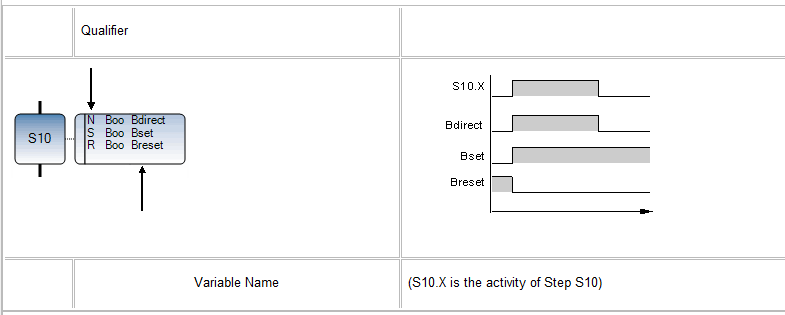 Qualifier
S10
N Boo Bdirect
S Boo Bset
R Boo Breset
S10.X
Bdirect
Bset
Breset
Variable Name
(S10.X is the activity of Step S10)